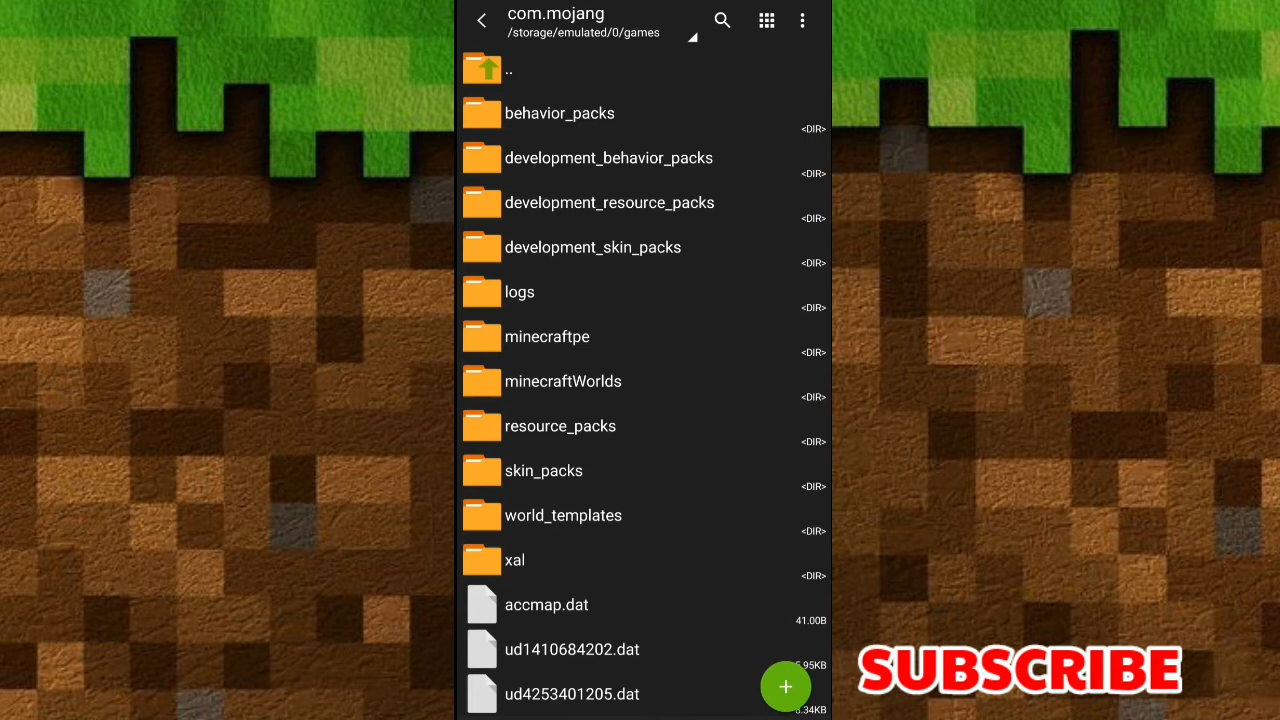 com.mojang
/storage/emulated/0/games
..
behavior_packs
<DIR>
development_behavior_packs
<DIR>
development_resource_packs
<DIR>
development_skin_packs
<DIR>
logs
<DIR>
minecraftpe
<DIR>
minecraftWorlds
<DIR>
resource_packs
<DIR>
skin_packs
<DIR>
world_templates
<DIR>
xal
<DIR>
accmap.dat
41.00B
ud1410684202.dat
ud4253401205.dat
+
SUBSCRIBE